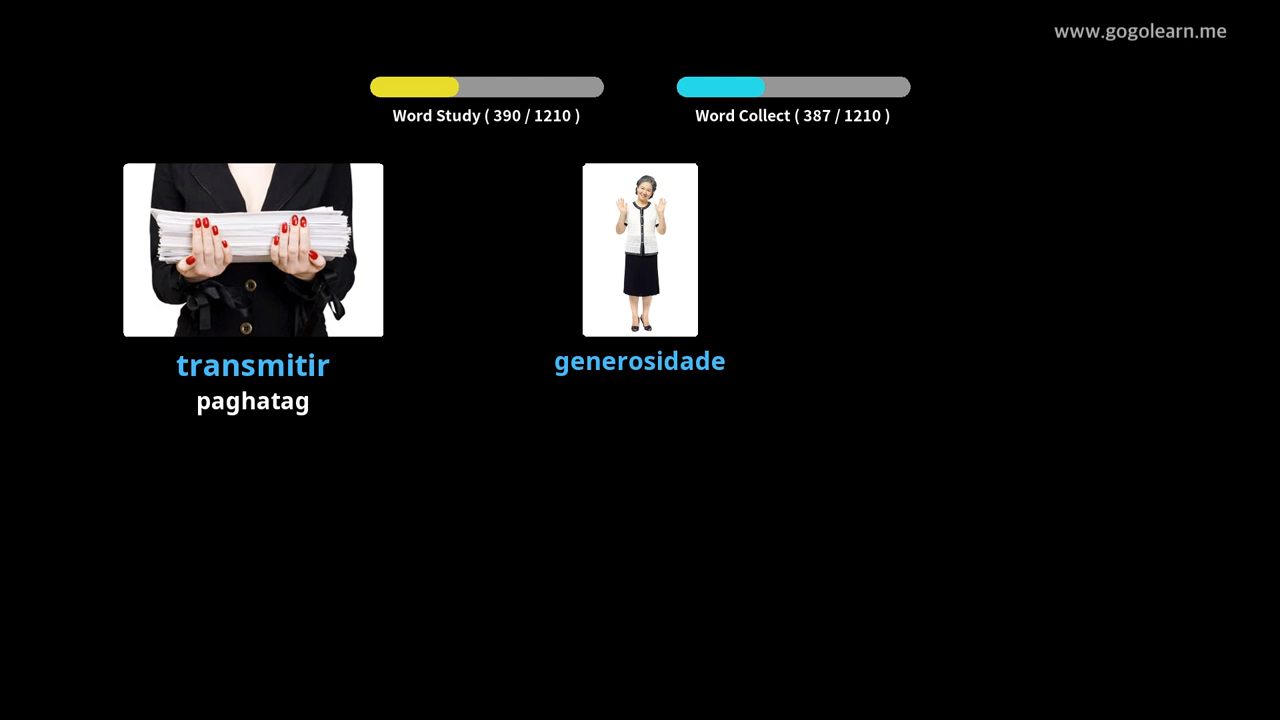 www.gogolearn.me
Word Study ( 390 / 1210 )
Word Collect ( 387 / 1210 )
transmitir
paghatag
generosidade